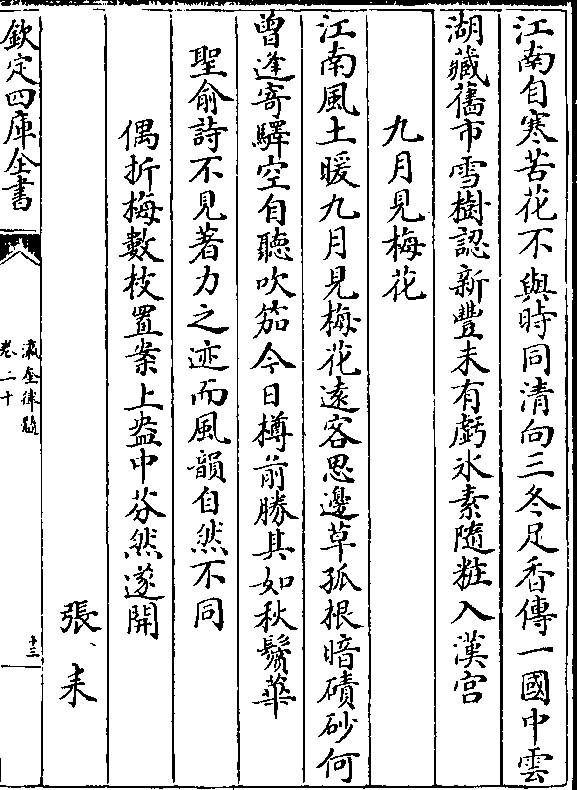 江南自寒苦花不與時同清向三冬足香傳一國中雲
湖藏舊市雪樹認新豐未有虧氷素隨粧入漢宫
九月見梅花
江南風土暖九月見梅花遠客思邊草孤根暗磧砂何
曾逢寄驛空自聽吹笳今日樽前勝其如秋鬢華
聖俞詩不見著力之迹而風韻自然不同
偶折梅數枝置案上盎中芬然遂開
張耒
欽定四庫全書
瀛奎律髓
卷二十
十三